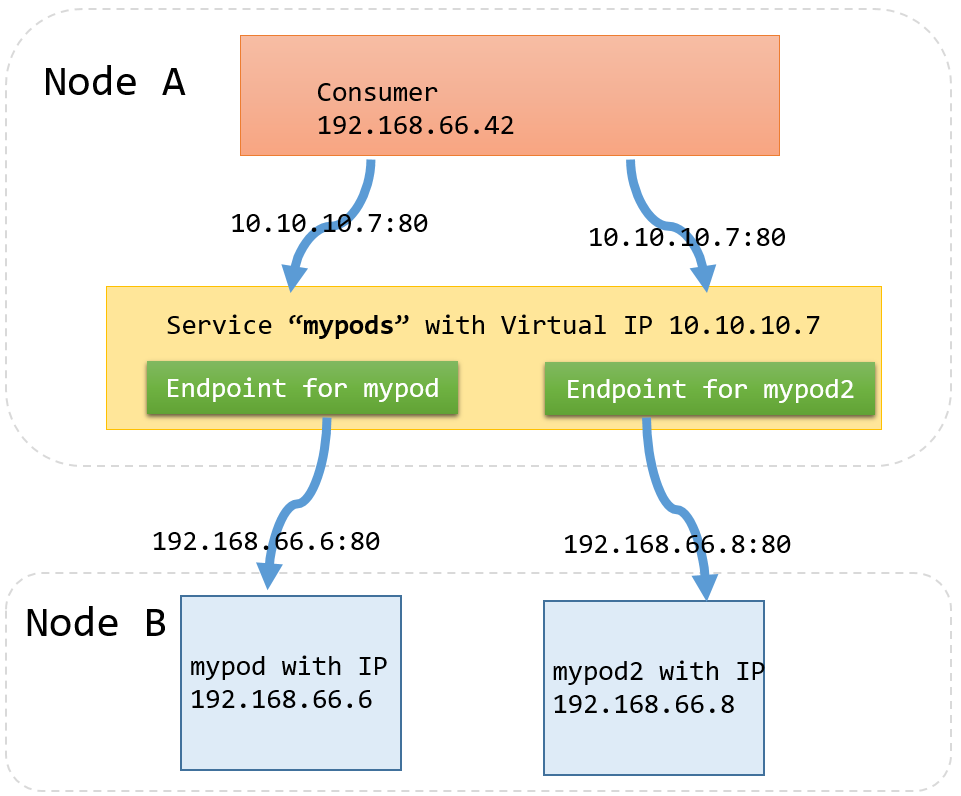 Node A
Consumer
192.168.66.42
10.10.10.7:80
10.10.10.7:80
Service “mypods” with Virtual IP 10.10.10.7
Endpoint for mypod
Endpoint for mypod2
192.168.66.6:80
192.168.66.8:80
Node B
mypod with IP
192.168.66.6
mypod2 with IP
192.168.66.8